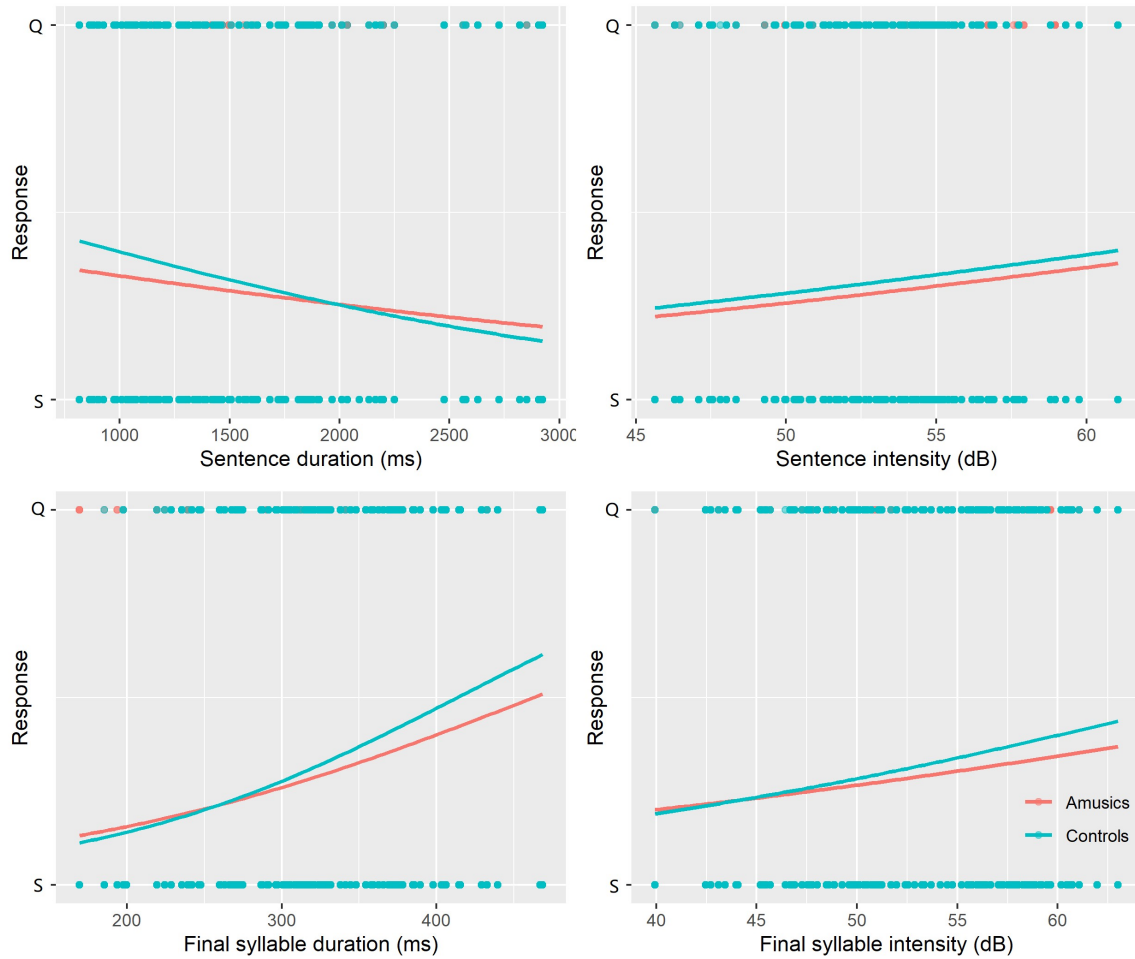 Q
Response
S
1000 1500 2000 2500 3000
Sentence duration (ms)
Q
Response
S
45 50 55 60
Sentence intensity (dB)
Q
Response
S
200 300 400
Final syllable duration (ms)
Q
Response
S
Amusics
Controls
40 45 50 55 60
Final syllable intensity (dB)